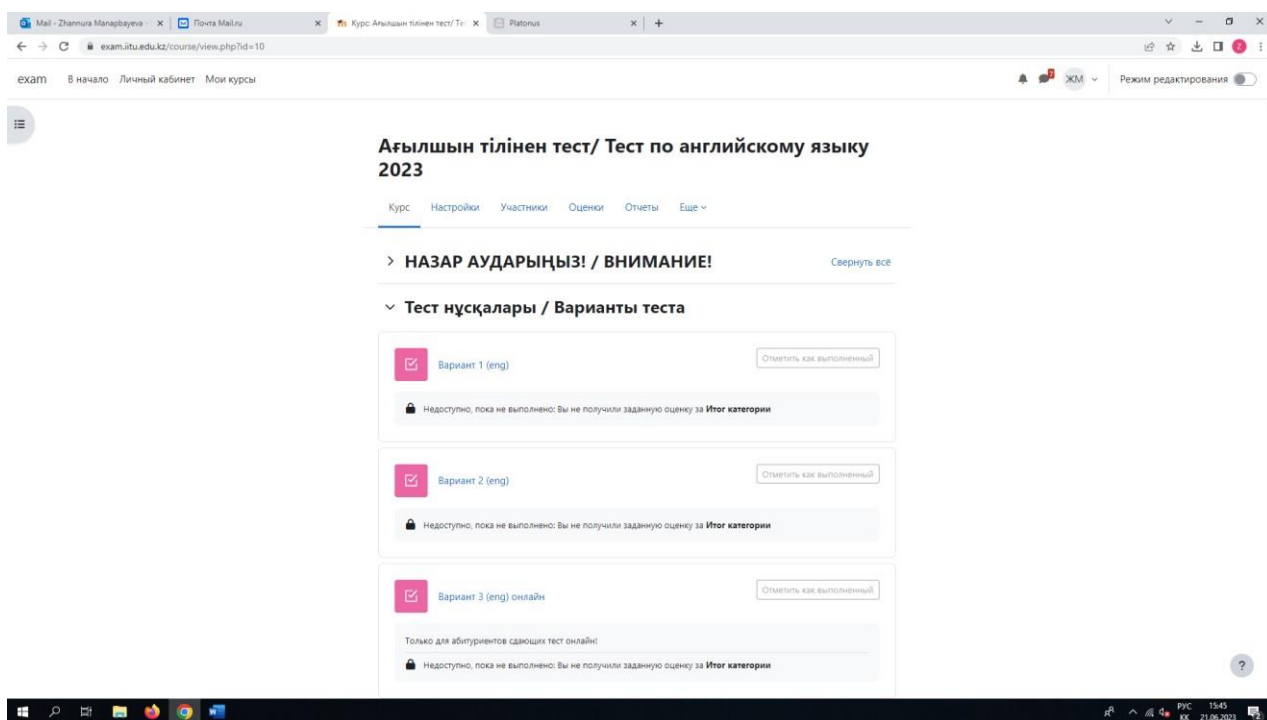 Mail - Zhannura Manapbayeva -
Почта Mail.ru
Курс: Ағылшын тілінен тест/ Те
Platonus
exam.iitu.edu.kz/course/view.php?id=10
exam В начало Личный кабинет Мои курсы
7
ЖМ
Режим редактирования
Ағылшын тілінен тест/ Тест по английскому языку
2023
Курс Настройки Участники Оценки Отчеты Еще
НАЗАР АУДАРЫҢЫЗ! / ВНИМАНИЕ!
Свернуть всё
Тест нұсқалары / Варианты теста
Вариант 1 (eng)
Отметить как выполненный
Недоступно, пока не выполнено: Вы не получили заданную оценку за Итог категории
Вариант 2 (eng)
Отметить как выполненный
Недоступно, пока не выполнено: Вы не получили заданную оценку за Итог категории
Вариант 3 (eng) онлайн
Отметить как выполненный
Только для абитуриентов сдающих тест онлайн!
Недоступно, пока не выполнено: Вы не получили заданную оценку за Итог категории
?
РУС 15:45
КК 21.06.2023